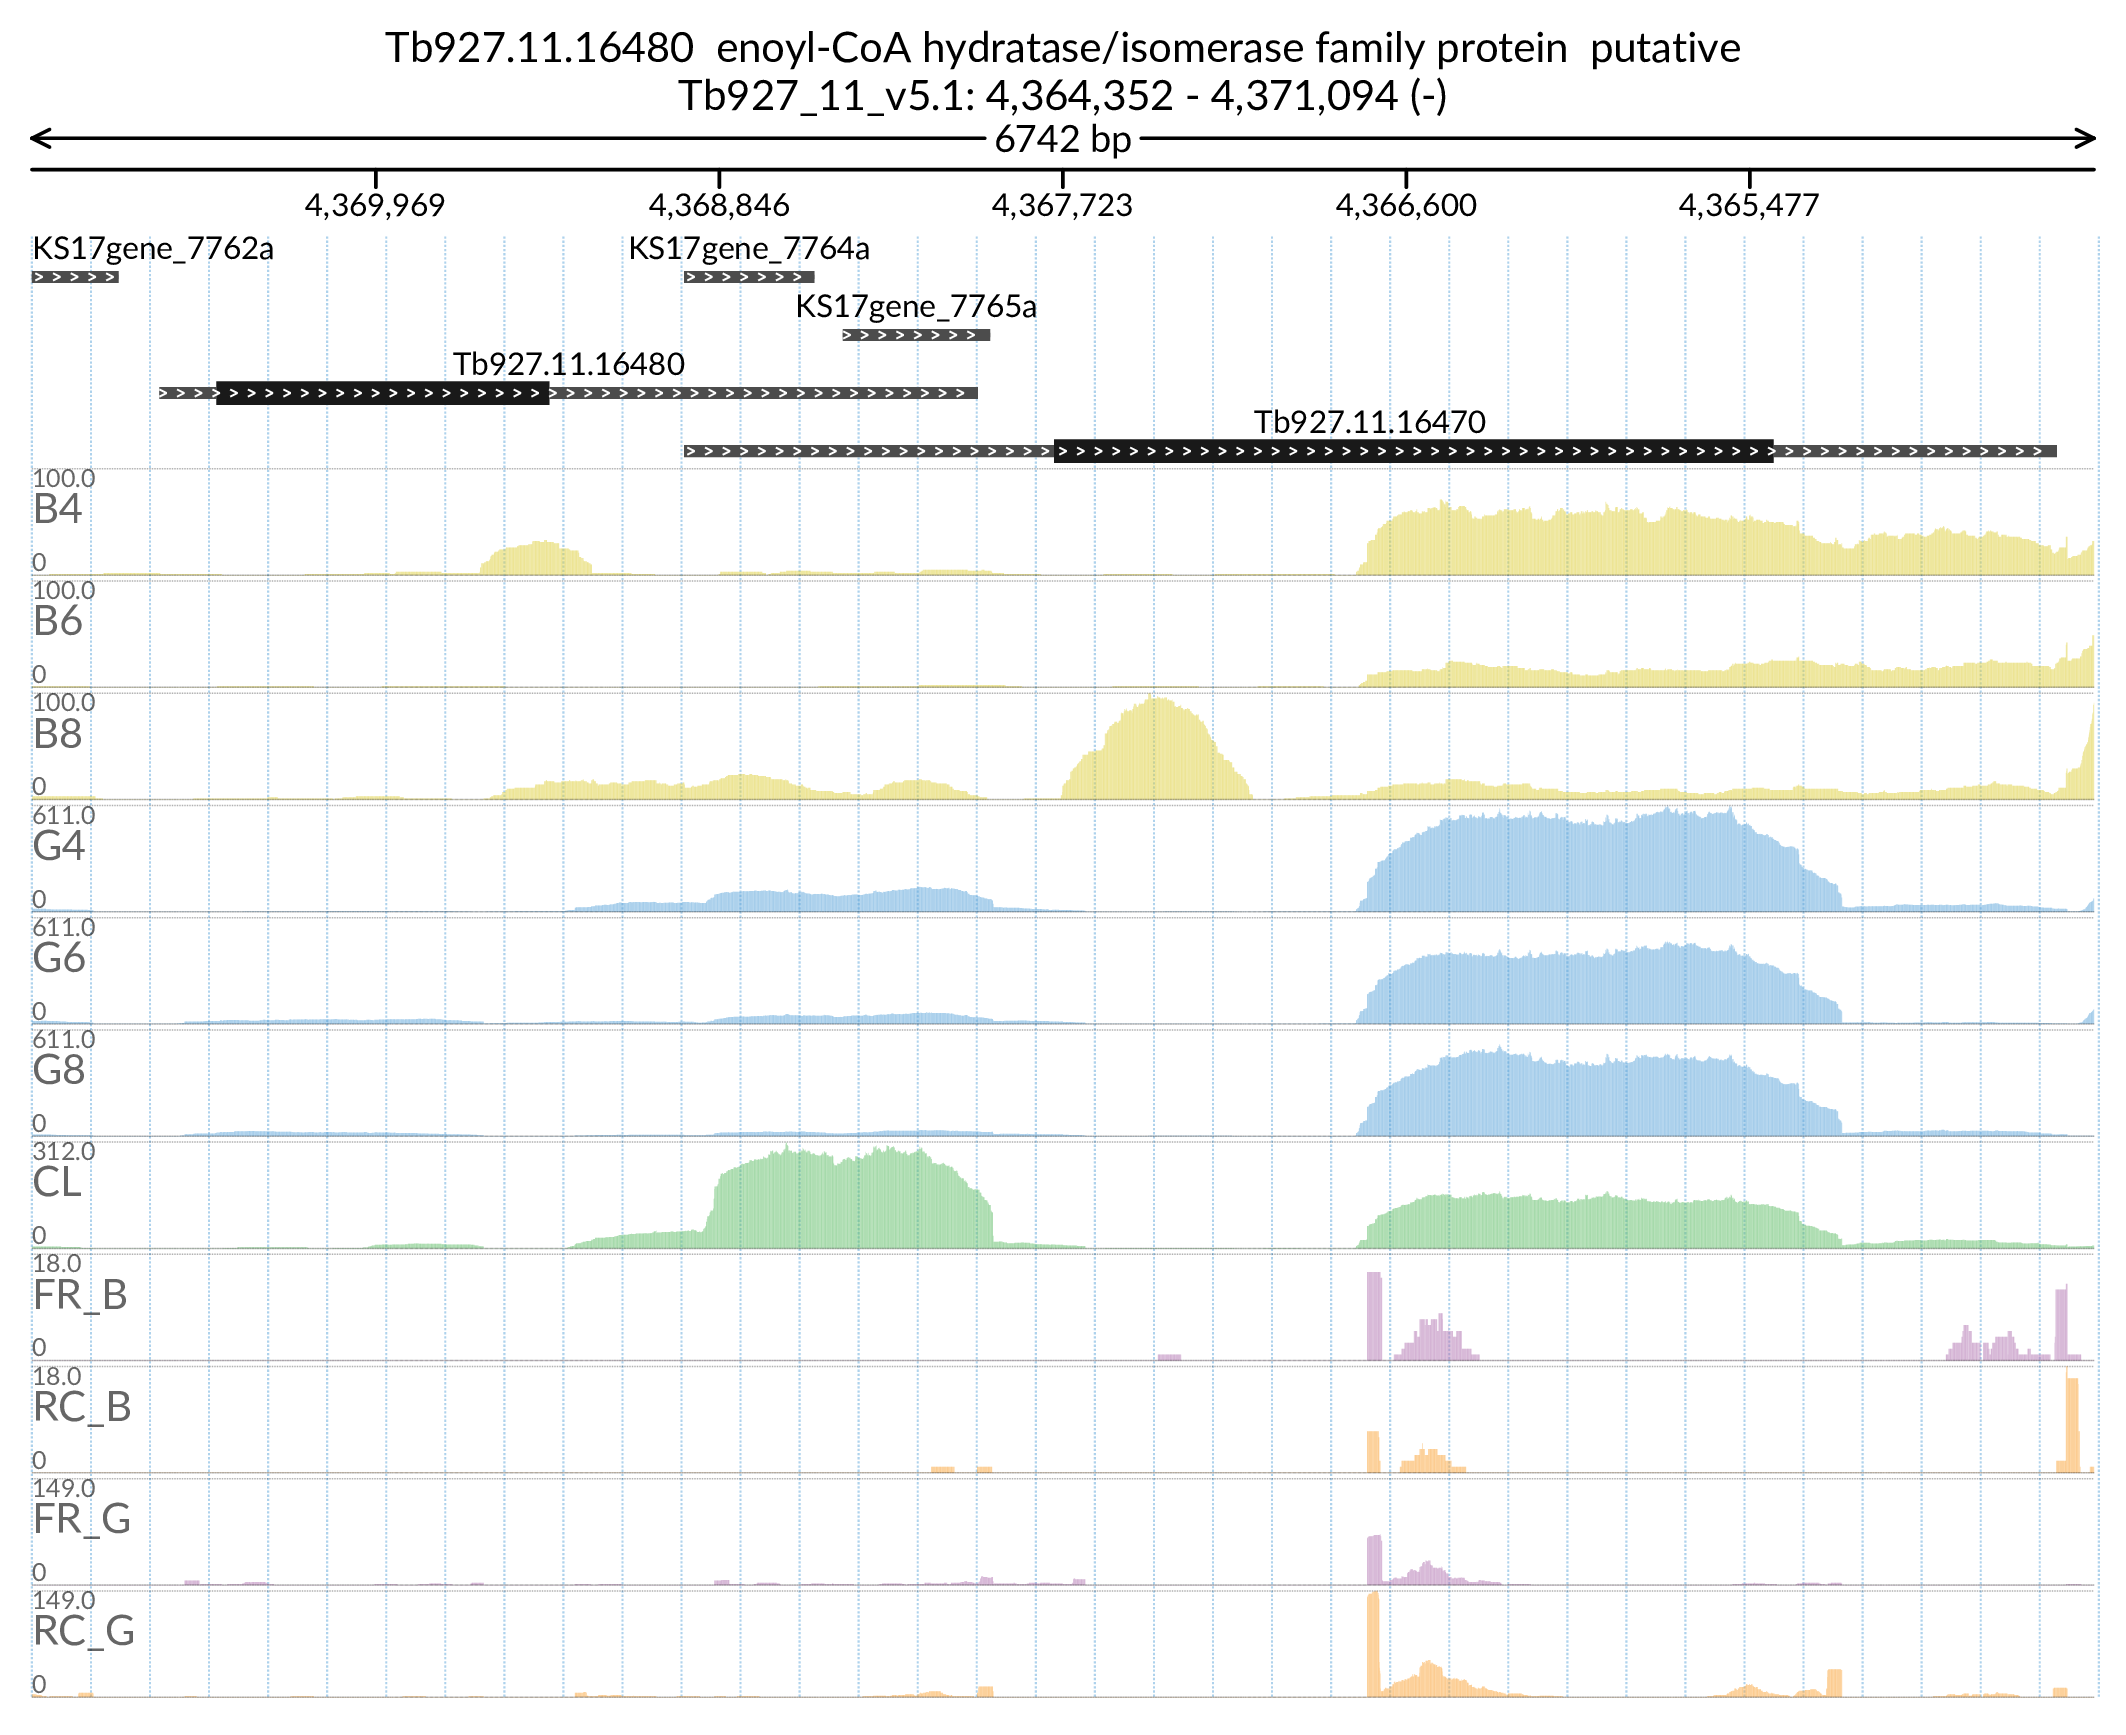 Tb927.11.16480  enoyl-CoA hydratase/isomerase family protein  putative
Tb927_11_v5.1: 4,364,352 - 4,371,094 (-)
6742 bp
4,369,969 4,368,846 4,367,723 4,366,600 4,365,477
KS17gene_7762a KS17gene_7764a
KS17gene_7765a
Tb927.11.16480
Tb927.11.16470
100.0
B4
0
100.0
B6
0
100.0
B8
0
611.0
G4
0
611.0
G6
0
611.0
G8
0
312.0
CL
0
18.0
FR_B
0
18.0
RC_B
0
149.0
FR_G
0
149.0
RC_G
0